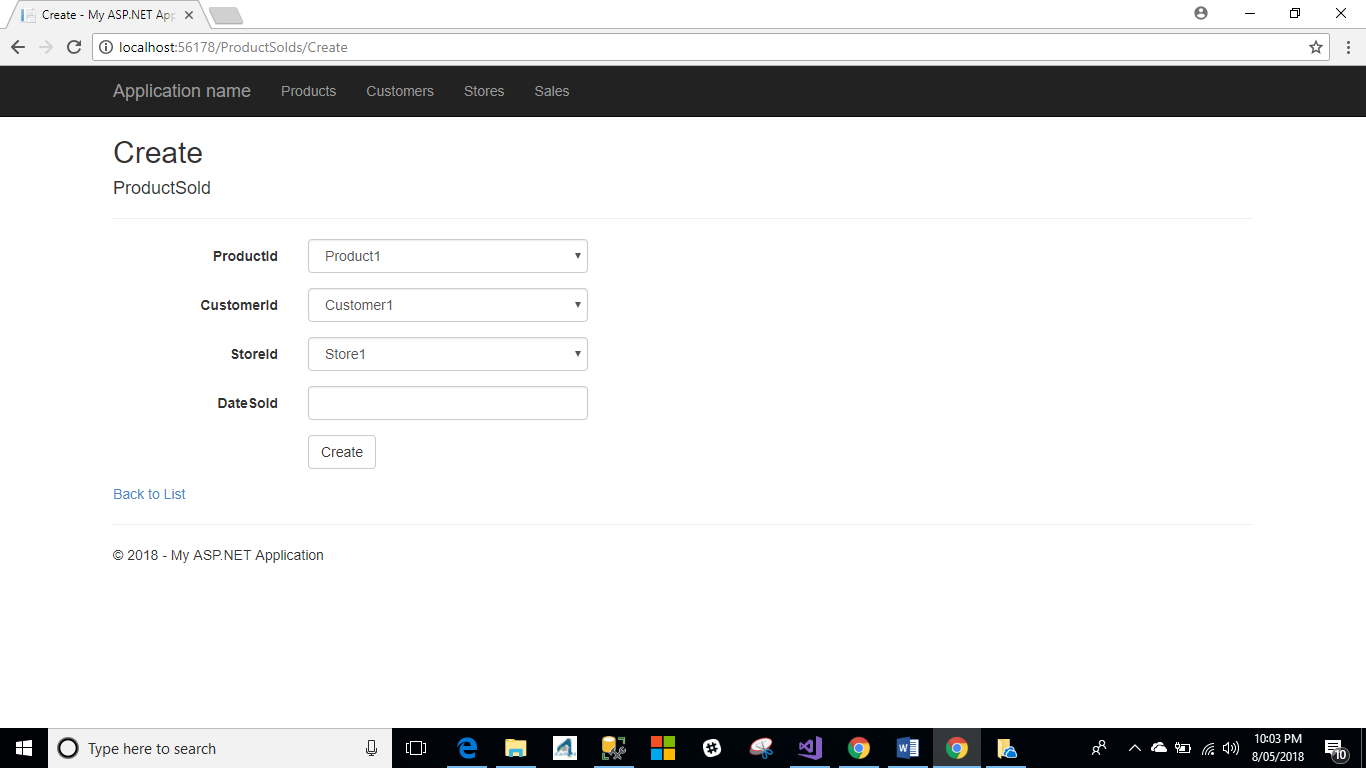 Create - My ASP.NET App
localhost:56178/ProductSolds/Create
Application name Products Customers Stores Sales
Create
ProductSold
ProductId Product1
CustomerId Customer1
StoreId Store1
DateSold
Create
Back to List
© 2018 - My ASP.NET Application
Type here to search
10:03 PM
8/05/2018
10